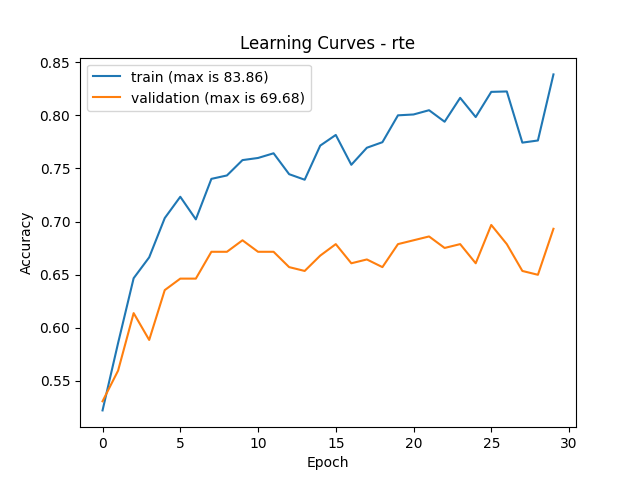 Learning Curves - rte
train (max is 83.86)
validation (max is 69.68)
Accuracy
0.85
0.80
0.75
0.70
0.65
0.60
0.55
0 5 10 15 20 25 30
Epoch